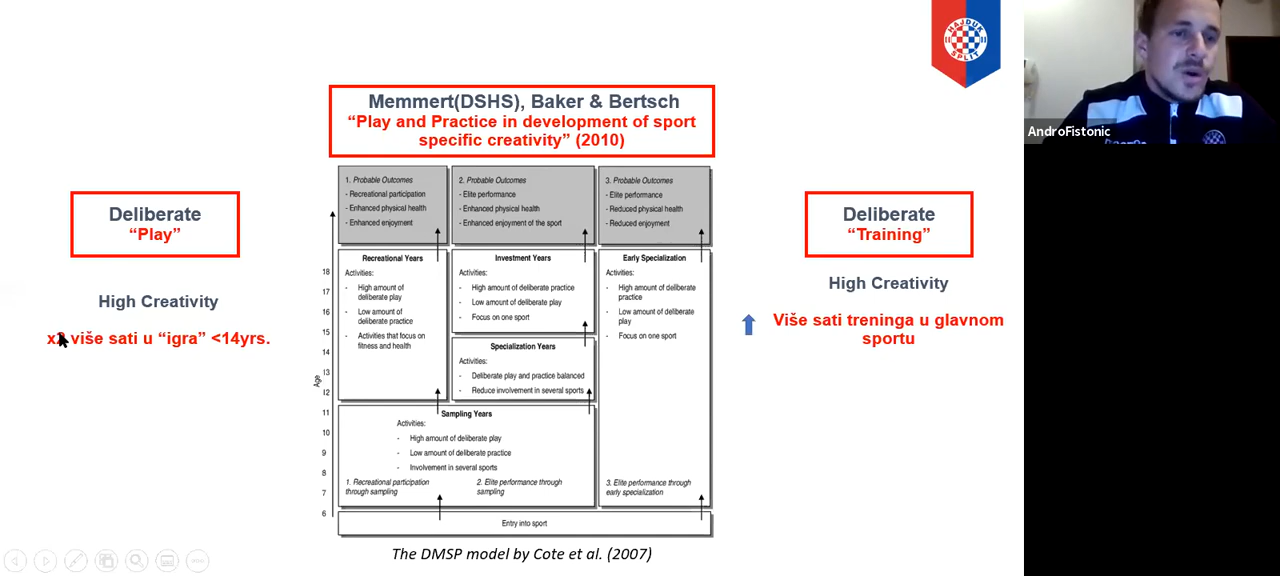 HAJDUK
SPLIT
AndroFistonic
Memmert(DSHS), Baker & Bertsch
“Play and Practice in development of sport
specific creativity” (2010)
Deliberate
“Play”
High Creativity
više sati u “igra” <14yrs.
1. Probable Outcomes
- Recreational participation
- Enhanced physical health
- Enhanced enjoyment
2. Probable Outcomes
- Elite performance
- Enhanced physical health
- Enhanced enjoyment of the sport
3. Probable Outcomes
- Elite performance
- Reduced physical health
- Reduced enjoyment
Age
18
17
16
15
14
13
12
11
10
9
8
7
6
Recreational Years
Activities:
- High amount of
deliberate play
- Low amount of
deliberate practice
- Activities that focus on
fitness and health
Investment Years
Activities:
- High amount of deliberate practice
- Low amount of deliberate play
- Focus on one sport
Specialization Years
Activities:
- Deliberate play and practice balanced
- Reduce involvement in several sports
Early Specialization
Activities:
- High amount of deliberate
practice
- Low amount of deliberate
play
- Focus on one sport
Sampling Years
Activities:
- High amount of deliberate play
- Low amount of deliberate practice
- Involvement in several sports
1. Recreational participation
through sampling
2. Elite performance through
sampling
3. Elite performance through
early specialization
Entry into sport
The DMSP model by Cote et al. (2007)
Deliberate
“Training”
High Creativity
Više sati treninga u glavnom
sportu